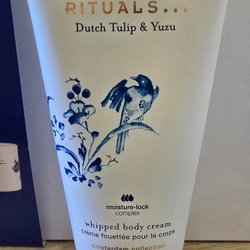 RITUALS...
Dutch Tulip & Yuzu
moisture-lock
complex
whipped body cream
crème fouettée pour le corps
amsterdam collection